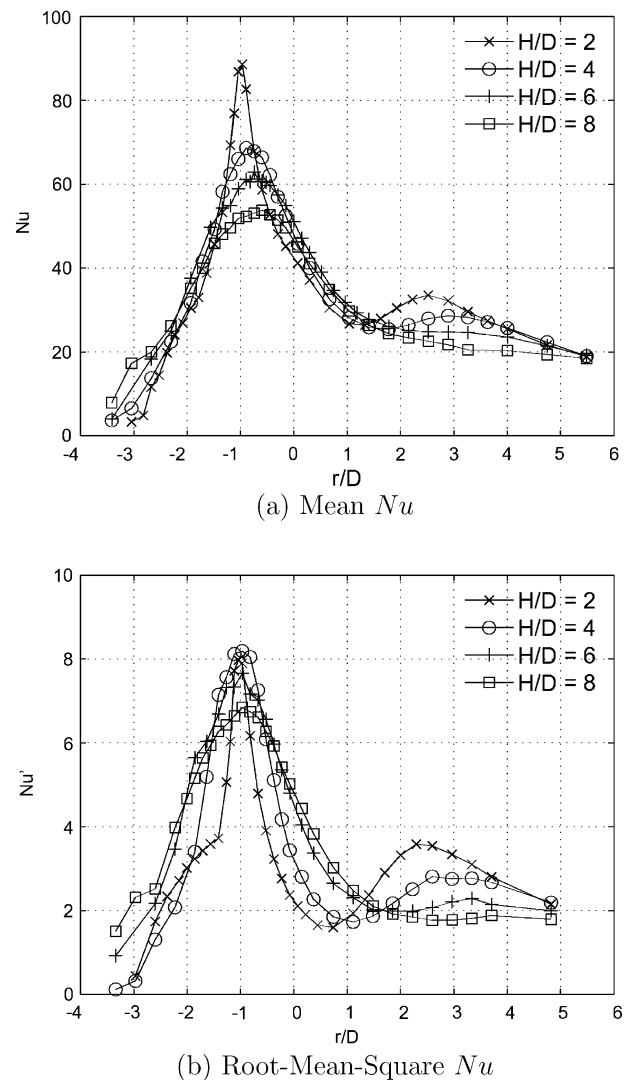 100
80
60
40
20
0
Nu
H/D = 2
H/D = 4
H/D = 6
H/D = 8
-4 -3 -2 -1 0 1 2 3 4 5 6
r/D
(a) Mean Nu
10
8
6
4
2
0
Nu'
H/D = 2
H/D = 4
H/D = 6
H/D = 8
-4 -3 -2 -1 0 1 2 3 4 5 6
r/D
(b) Root-Mean-Square Nu